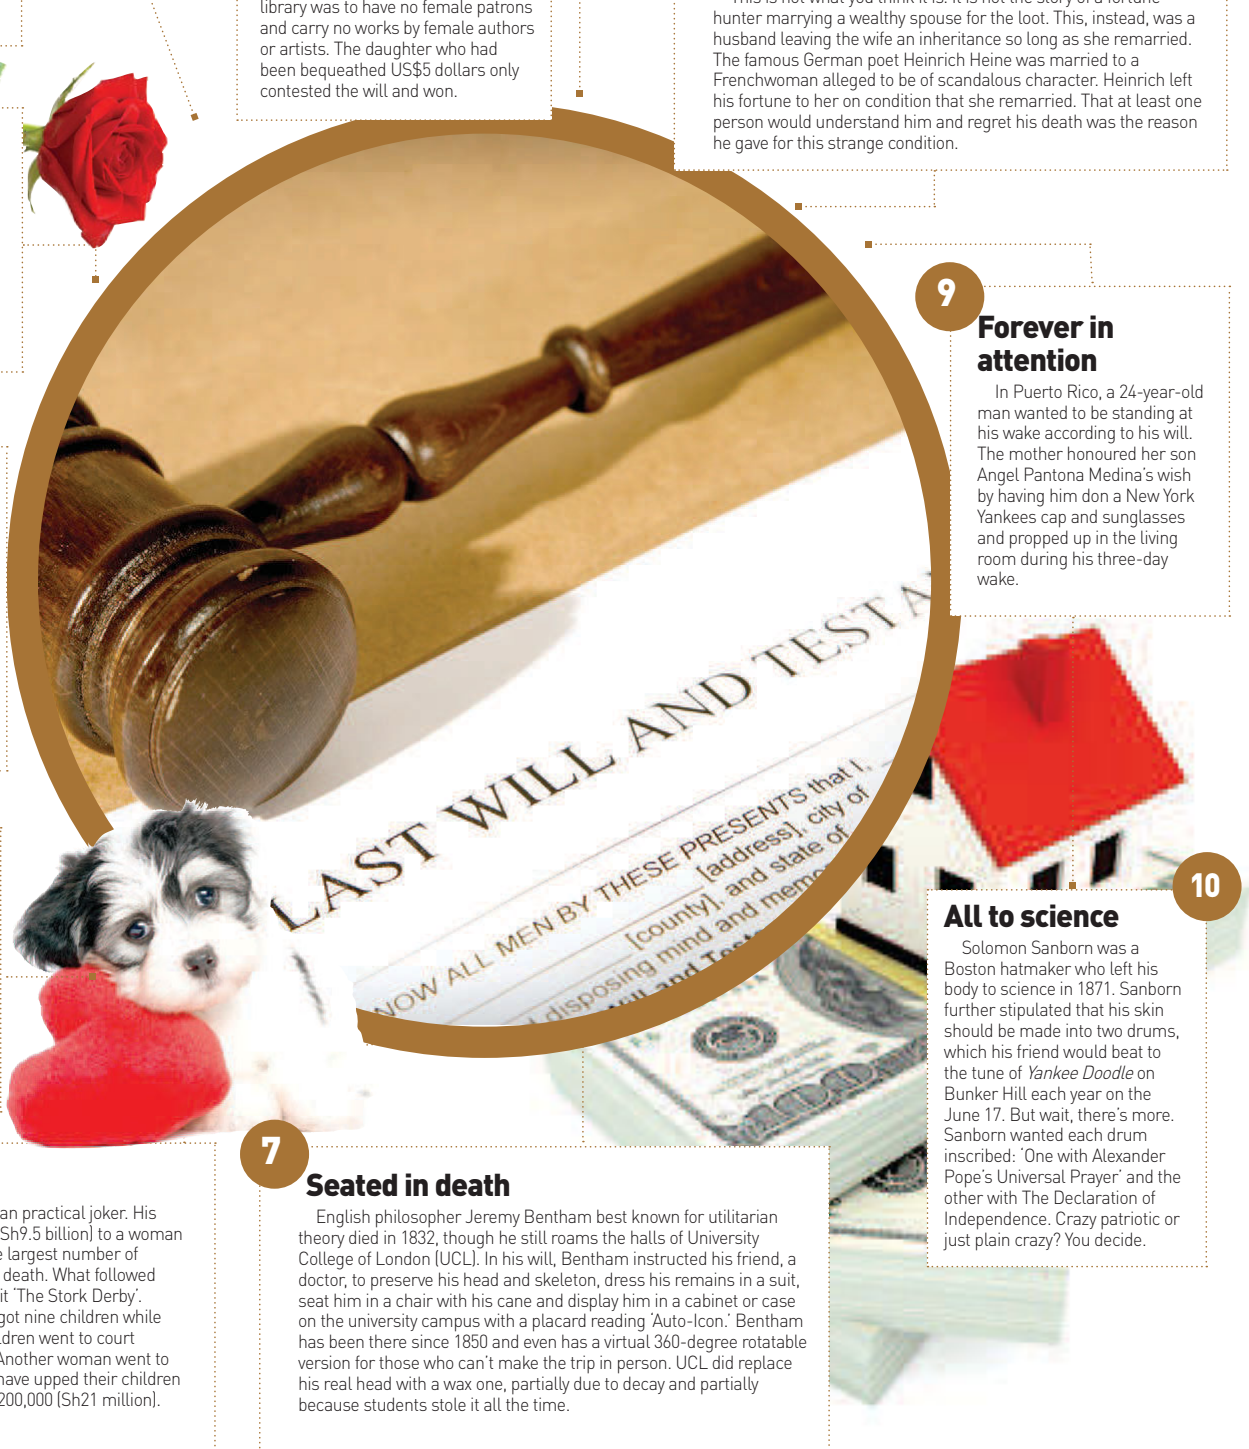 library was to have no female patrons
and carry no works by female authors
or artists. The daughter who had
been bequeathed US$5 dollars only
contested the will and won.
hunter marrying a wealthy spouse for the loot. This, instead, was a
husband leaving the wife an inheritance so long as she remarried.
The famous German poet Heinrich Heine was married to a
Frenchwoman alleged to be of scandalous character. Heinrich left
his fortune to her on condition that she remarried. That at least one
person would understand him and regret his death was the reason
he gave for this strange condition.
9
Forever in
attention
In Puerto Rico, a 24-year-old
man wanted to be standing at
his wake according to his will.
The mother honoured her son
Angel Pantona Medina's wish
by having him don a New York
Yankees cap and sunglasses
and propped up in the living
room during his three-day
wake.
LAST WILL AND TESTA
NOW ALL MEN BY THESE PRESENTS that I,
[address], city of
[county], and state of
disposing mind and memo
10
All to science
Solomon Sanborn was a
Boston hatmaker who left his
body to science in 1871. Sanborn
further stipulated that his skin
should be made into two drums,
which his friend would beat to
the tune of Yankee Doodle on
Bunker Hill each year on the
June 17. But wait, there's more.
Sanborn wanted each drum
inscribed: 'One with Alexander
Pope's Universal Prayer' and the
other with The Declaration of
Independence. Crazy patriotic or
just plain crazy? You decide.
an practical joker. His
Sh9.5 billion) to a woman
largest number of
death. What followed
it 'The Stork Derby'.
got nine children while
ldren went to court
Another woman went to
have upped their children
200,000 (Sh21 million).
7
Seated in death
English philosopher Jeremy Bentham best known for utilitarian
theory died in 1832, though he still roams the halls of University
College of London (UCL). In his will, Bentham instructed his friend, a
doctor, to preserve his head and skeleton, dress his remains in a suit,
seat him in a chair with his cane and display him in a cabinet or case
on the university campus with a placard reading 'Auto-Icon.' Bentham
has been there since 1850 and even has a virtual 360-degree rotatable
version for those who can't make the trip in person. UCL did replace
his real head with a wax one, partially due to decay and partially
because students stole it all the time.